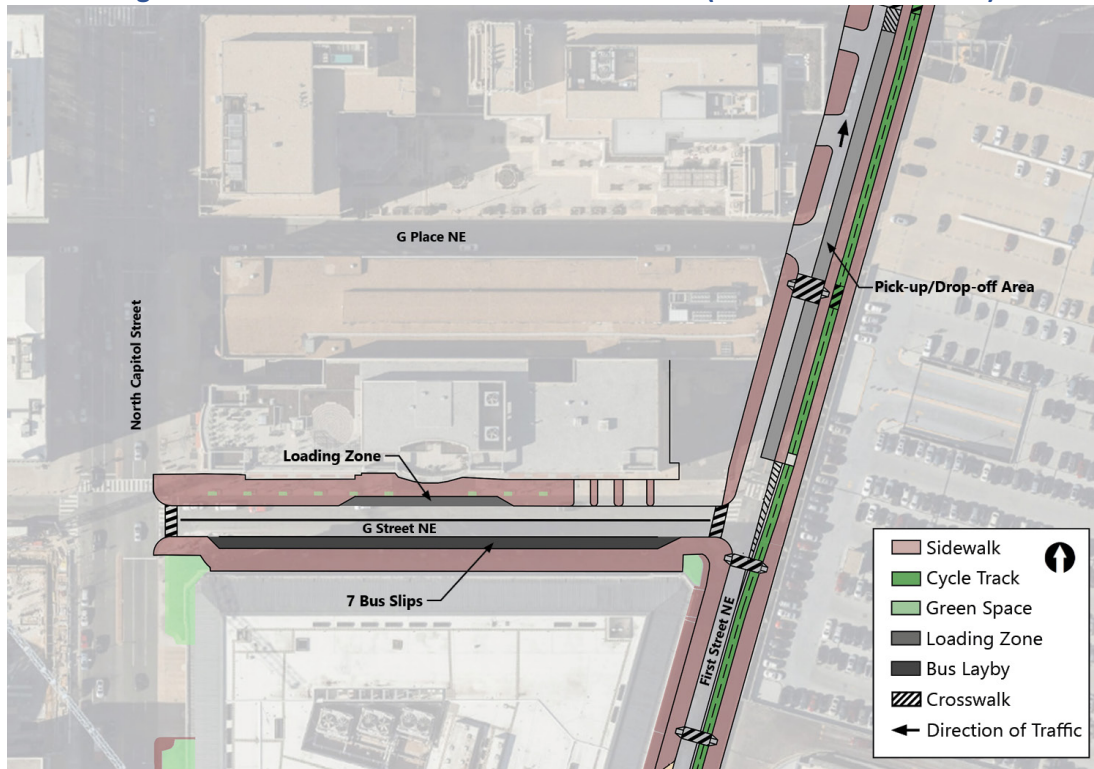 G Place NE
Pick-up/Drop-off Area
North Capitol Street
Loading Zone
G Street NE
7 Bus Slips
First Street NE
Sidewalk
Cycle Track
Green Space
Loading Zone
Bus Layby
Crosswalk
Direction of Traffic